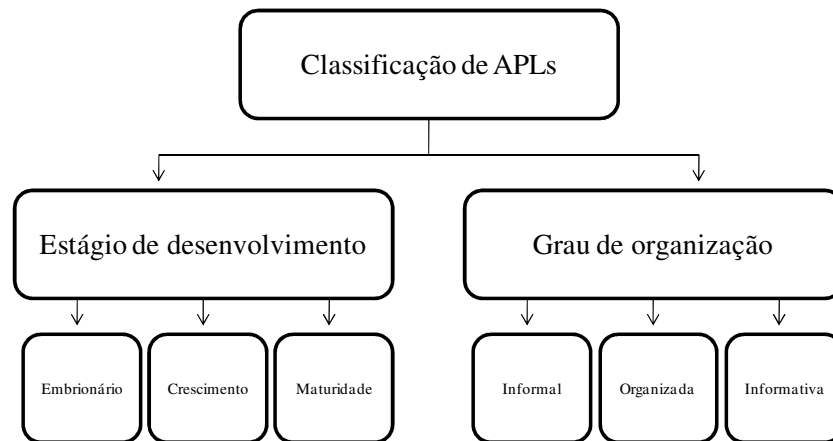 Classificação de APLs
Estágio de desenvolvimento
Grau de organização
Embrionário
Crescimento
Maturidade
Informal
Organizada
Informativa